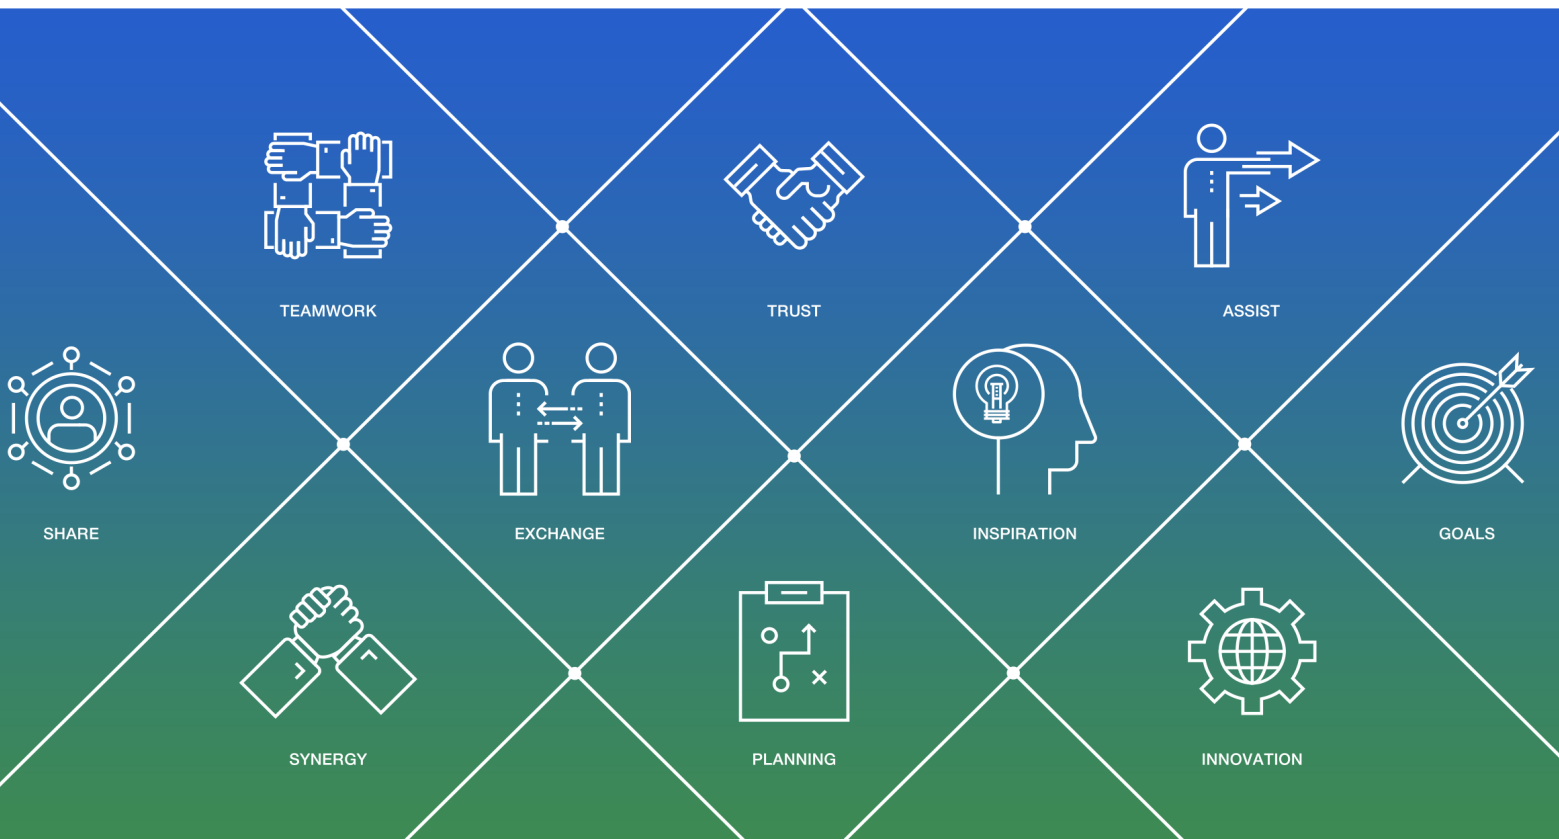 TEAMWORK
TRUST
ASSIST
SHARE
EXCHANGE
INSPIRATION
GOALS
SYNERGY
PLANNING
INNOVATION